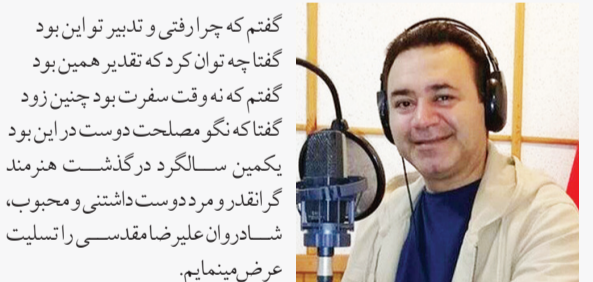 گفتم که چرا رفتی و تدبیر تو این بود
گفتا چه توان کرد که تقدیر همین بود
گفتم که نه وقت سفرت بود چنین زود
گفتا که نگو مصلحت دوست در این بود
یکمین سالگرد درگذشت هنرمند
گرانقدر و مرد دوست داشتنی و محبوب،
شادروان علیرضا مقدسی را تسلیت
عرض مینمایم.